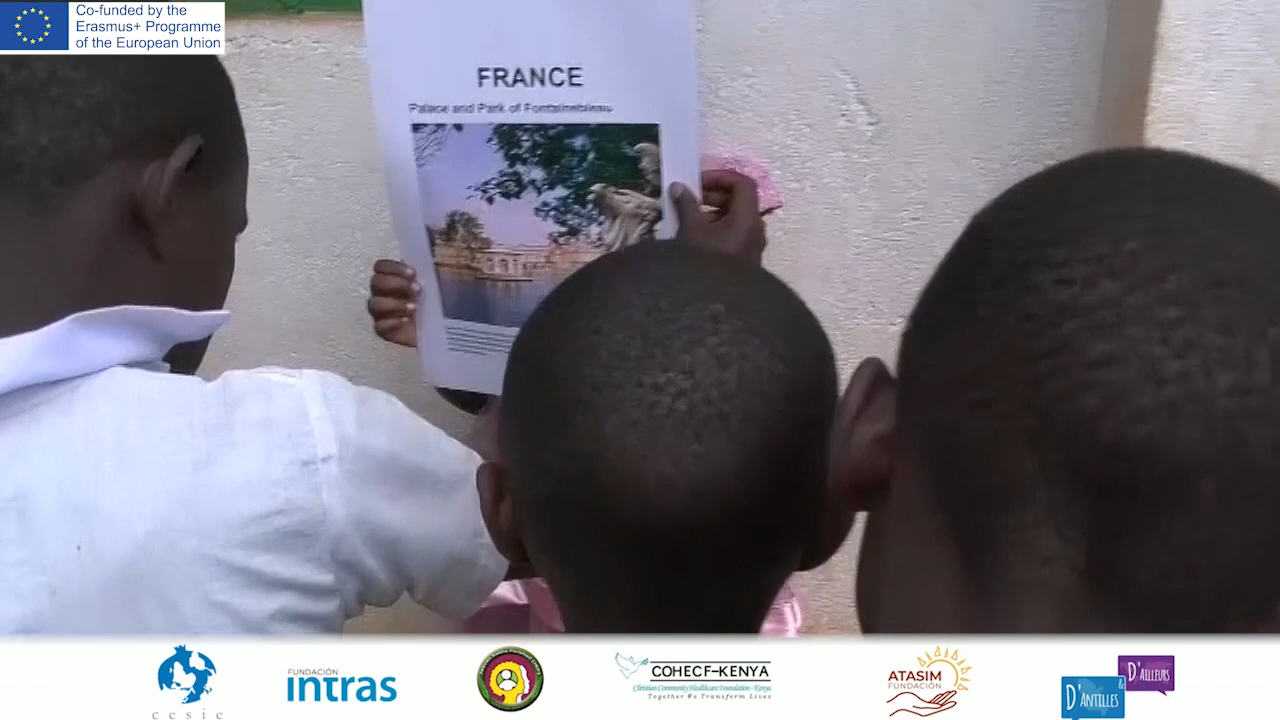 Co-funded by the
Erasmus+ Programme
of the European Union
FRANCE
Palace and Park of Fontainebleau
cesie
FUNDACIÓN
intras
COHECF-KENYA
Christian Community Healthcare Foundation - Kenya
Together We Transform Lives
ATASIM
FUNDACIÓN
D'AILLEURS
&
D'ANTILLES